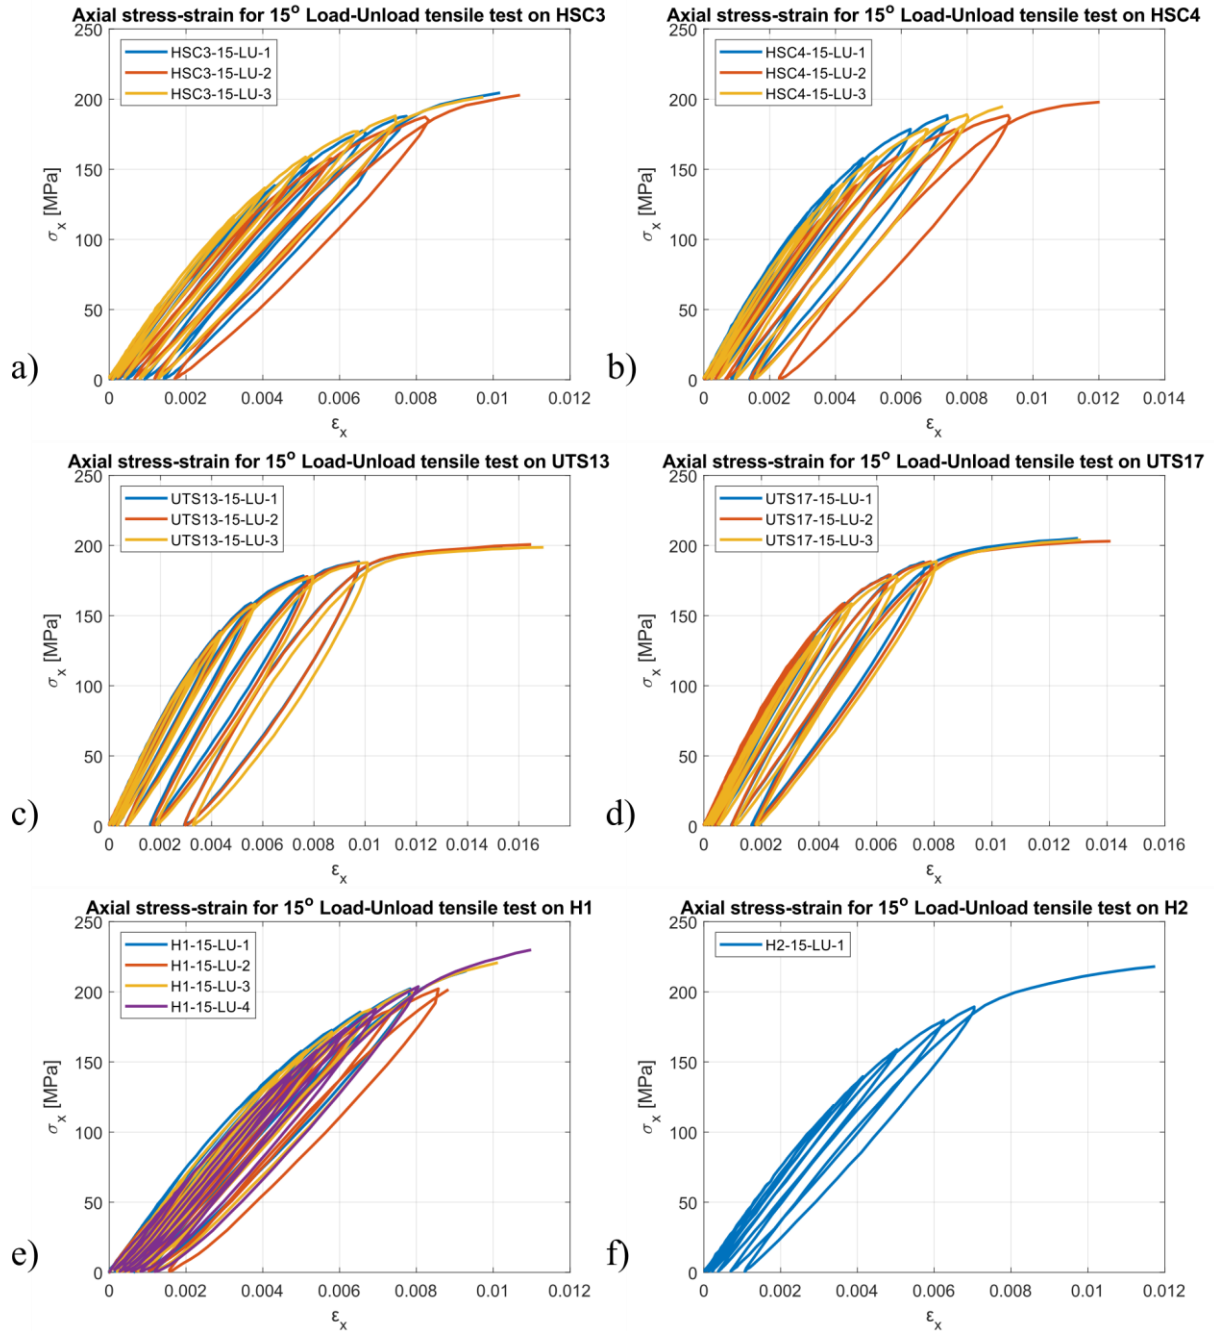 Axial stress-strain for 15° Load-Unload tensile test on HSC3
HSC3-15-LU-1
HSC3-15-LU-2
HSC3-15-LU-3
250
200
150
100
50
0
σx [MPa]
0 0.002 0.004 0.006 0.008 0.01 0.012
εx
a)
Axial stress-strain for 15° Load-Unload tensile test on HSC4
HSC4-15-LU-1
HSC4-15-LU-2
HSC4-15-LU-3
250
200
150
100
50
0
σx [MPa]
0 0.002 0.004 0.006 0.008 0.01 0.012 0.014
εx
b)
Axial stress-strain for 15° Load-Unload tensile test on UTS13
UTS13-15-LU-1
UTS13-15-LU-2
UTS13-15-LU-3
250
200
150
100
50
0
σx [MPa]
0 0.002 0.004 0.006 0.008 0.01 0.012 0.014 0.016
εx
c)
Axial stress-strain for 15° Load-Unload tensile test on UTS17
UTS17-15-LU-1
UTS17-15-LU-2
UTS17-15-LU-3
250
200
150
100
50
0
σx [MPa]
0 0.002 0.004 0.006 0.008 0.01 0.012 0.014 0.016
εx
d)
Axial stress-strain for 15° Load-Unload tensile test on H1
H1-15-LU-1
H1-15-LU-2
H1-15-LU-3
H1-15-LU-4
250
200
150
100
50
0
σx [MPa]
0 0.002 0.004 0.006 0.008 0.01 0.012
εx
e)
Axial stress-strain for 15° Load-Unload tensile test on H2
H2-15-LU-1
250
200
150
100
50
0
σx [MPa]
0 0.002 0.004 0.006 0.008 0.01 0.012
εx
f)